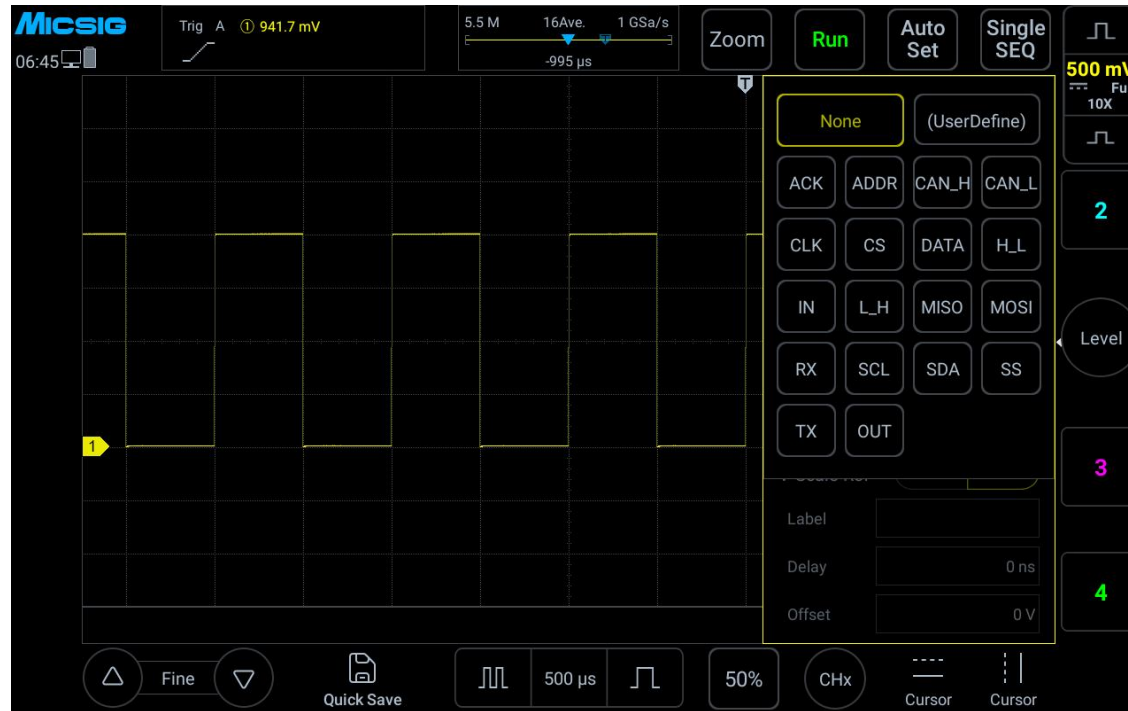 MICSIG
06:45
Trig A ① 941.7 mV
5.5 M 16Ave. 1 GSa/s
T
-995 µs
Zoom
Run
Auto Set
Single SEQ
500 mV
Fu
10X
T
None
(UserDefine)
ACK ADDR CAN_H CAN_L
CLK CS DATA H_L
IN L_H MISO MOSI
RX SCL SDA SS
TX OUT
2
Level
1
3
Label
Delay 0 ns
Offset 0 V
4
Fine
Quick Save
500 µs
50%
CHx
Cursor
Cursor